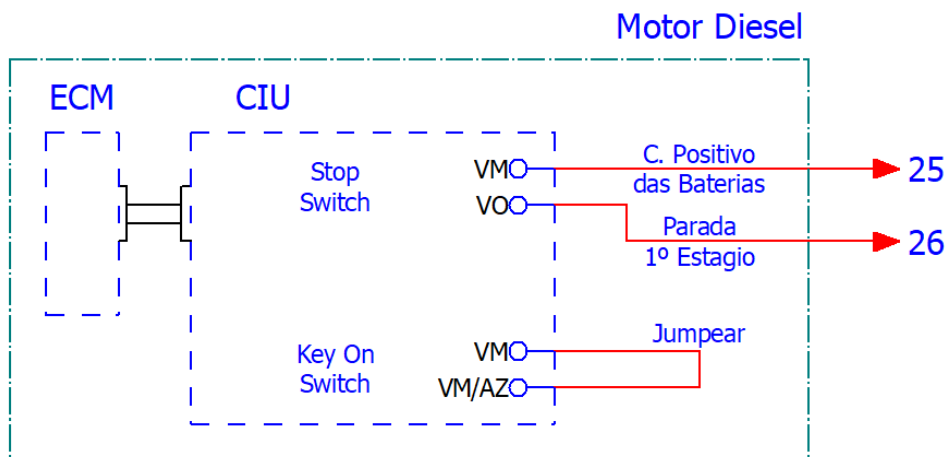 Motor Diesel
ECM
CIU
Stop
Switch
VM
C. Positivo
das Baterias
25
VO
Parada
1º Estagio
26
Key On
Switch
VM
Jumpear
VM/AZ